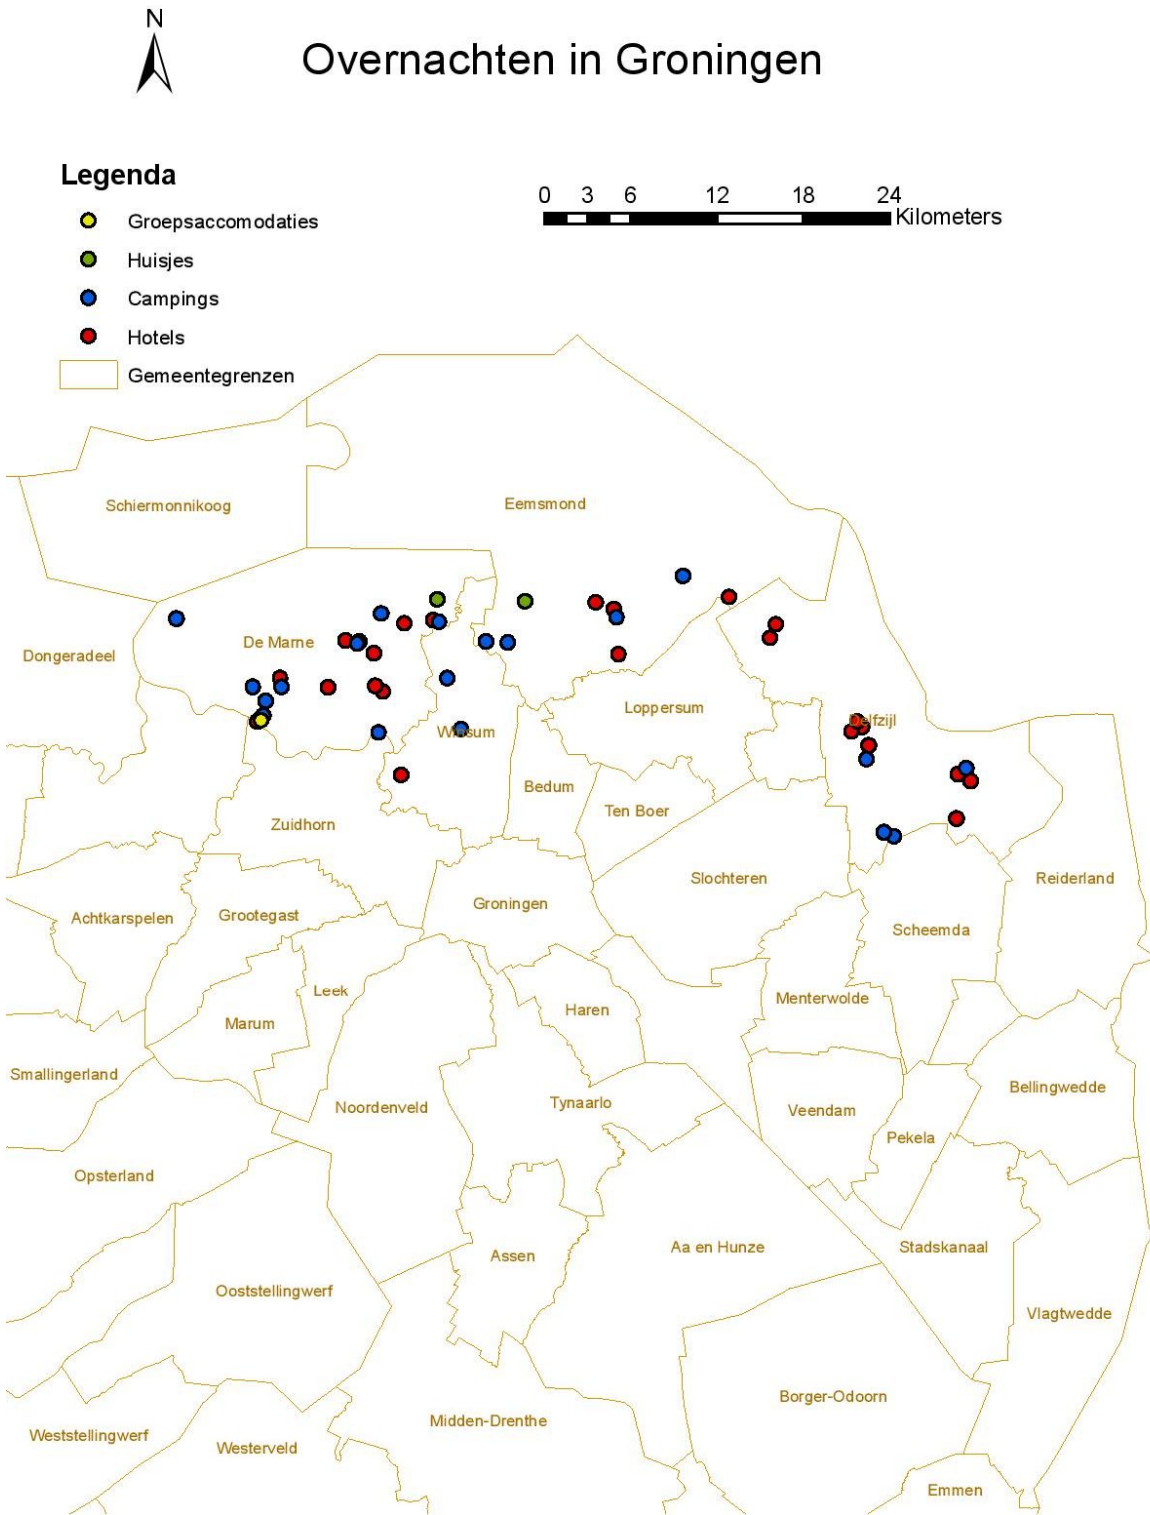 N
Overnachten in Groningen
Legenda
Groepsaccomodaties
Huisjes
Campings
Hotels
Gemeentegrenzen
0 3 6 12 18 24
Kilometers
Schiermonnikoog
Eemsmond
Dongeradeel
De Marne
Loppersum
Delfzijl
Winsum
Bedum
Ten Boer
Zuidhorn
Slochteren
Reiderland
Achtkarspelen
Grootegast
Groningen
Scheemda
Leek
Marum
Haren
Menterwolde
Smallingerland
Noordenveld
Tynaarlo
Veendam
Bellingwedde
Pekela
Opsterland
Assen
Aa en Hunze
Stadskanaal
Ooststellingwerf
Vlagtwedde
Borger-Odoorn
Midden-Drenthe
Weststellingwerf
Westerveld
Emmen